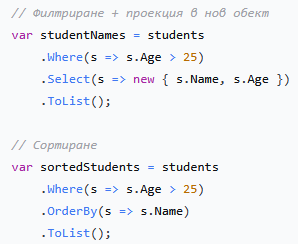 // Филтриране + проекция в нов обект
var studentNames = students
    .Where(s => s.Age > 25)
    .Select(s => new { s.Name, s.Age })
    .ToList();

// Сортиране
var sortedStudents = students
    .Where(s => s.Age > 25)
    .OrderBy(s => s.Name)
    .ToList();